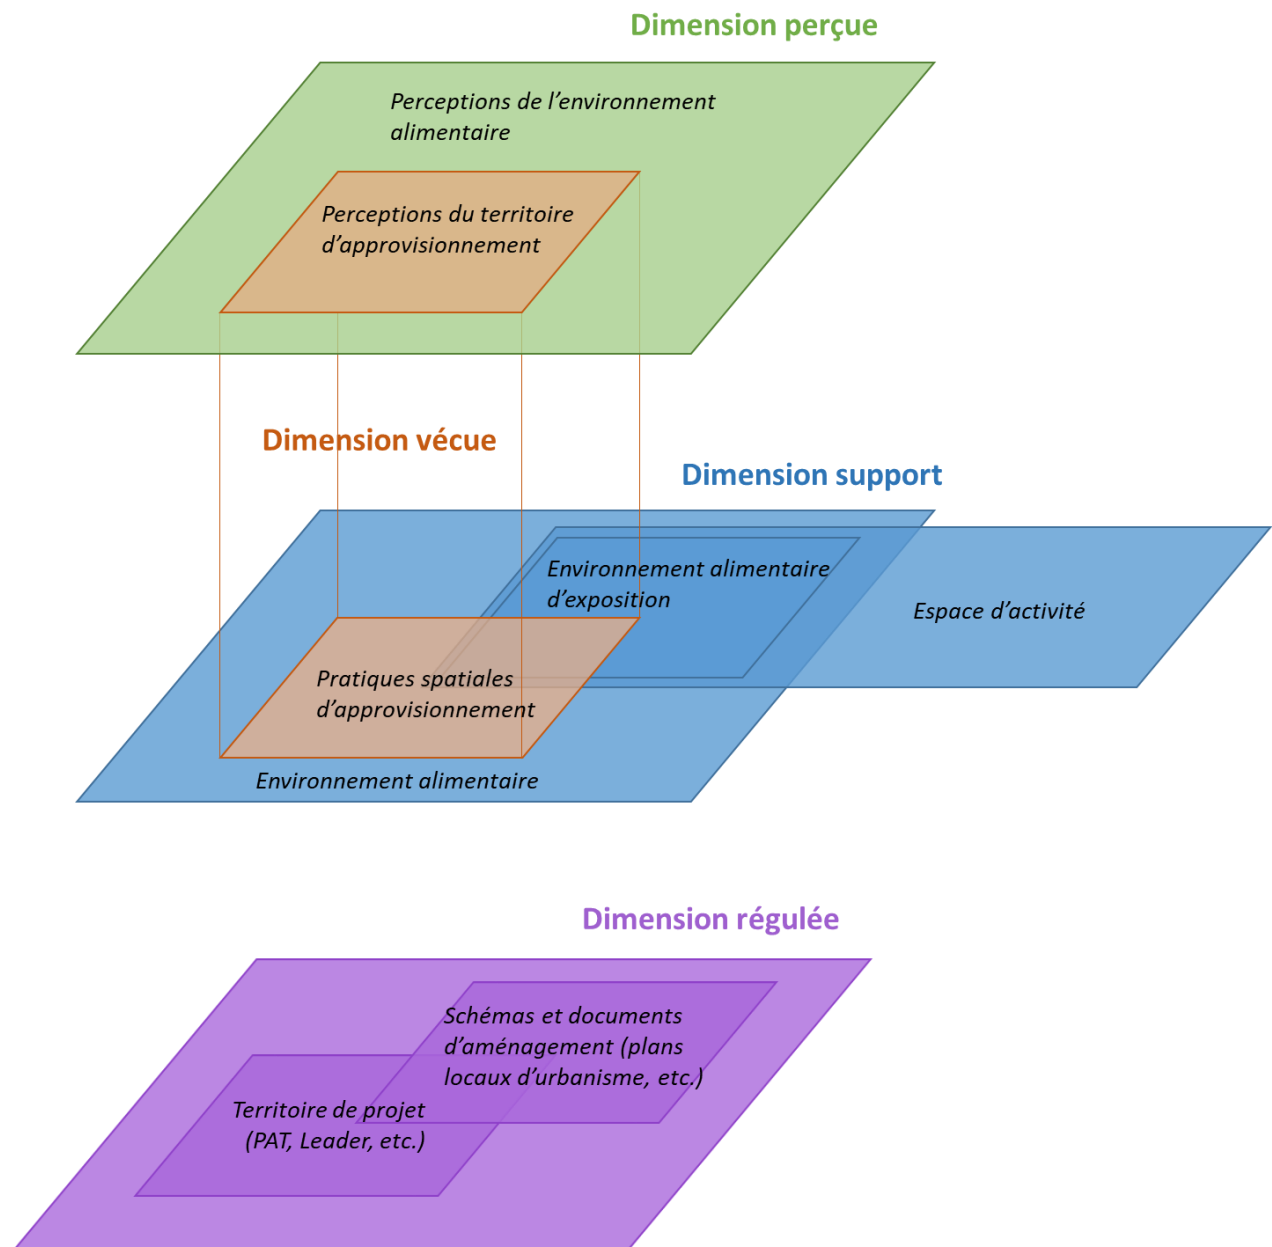 Dimension perçue
Perceptions de l’environnement
alimentaire
Perceptions du territoire
d’approvisionnement
Dimension vécue
Dimension support
Environnement alimentaire
d’exposition
Espace d’activité
Pratiques spatiales
d’approvisionnement
Environnement alimentaire
Dimension régulée
Schémas et documents
d’aménagement (plans
locaux d’urbanisme, etc.)
Territoire de projet
(PAT, Leader, etc.)